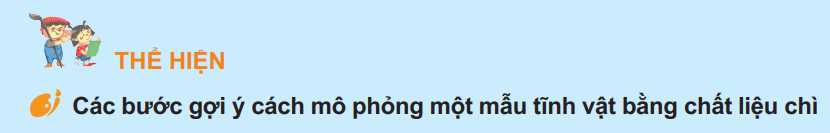 THỂ HIỆN
Các bước gợi ý cách mô phỏng một mẫu tĩnh vật bằng chất liệu chì